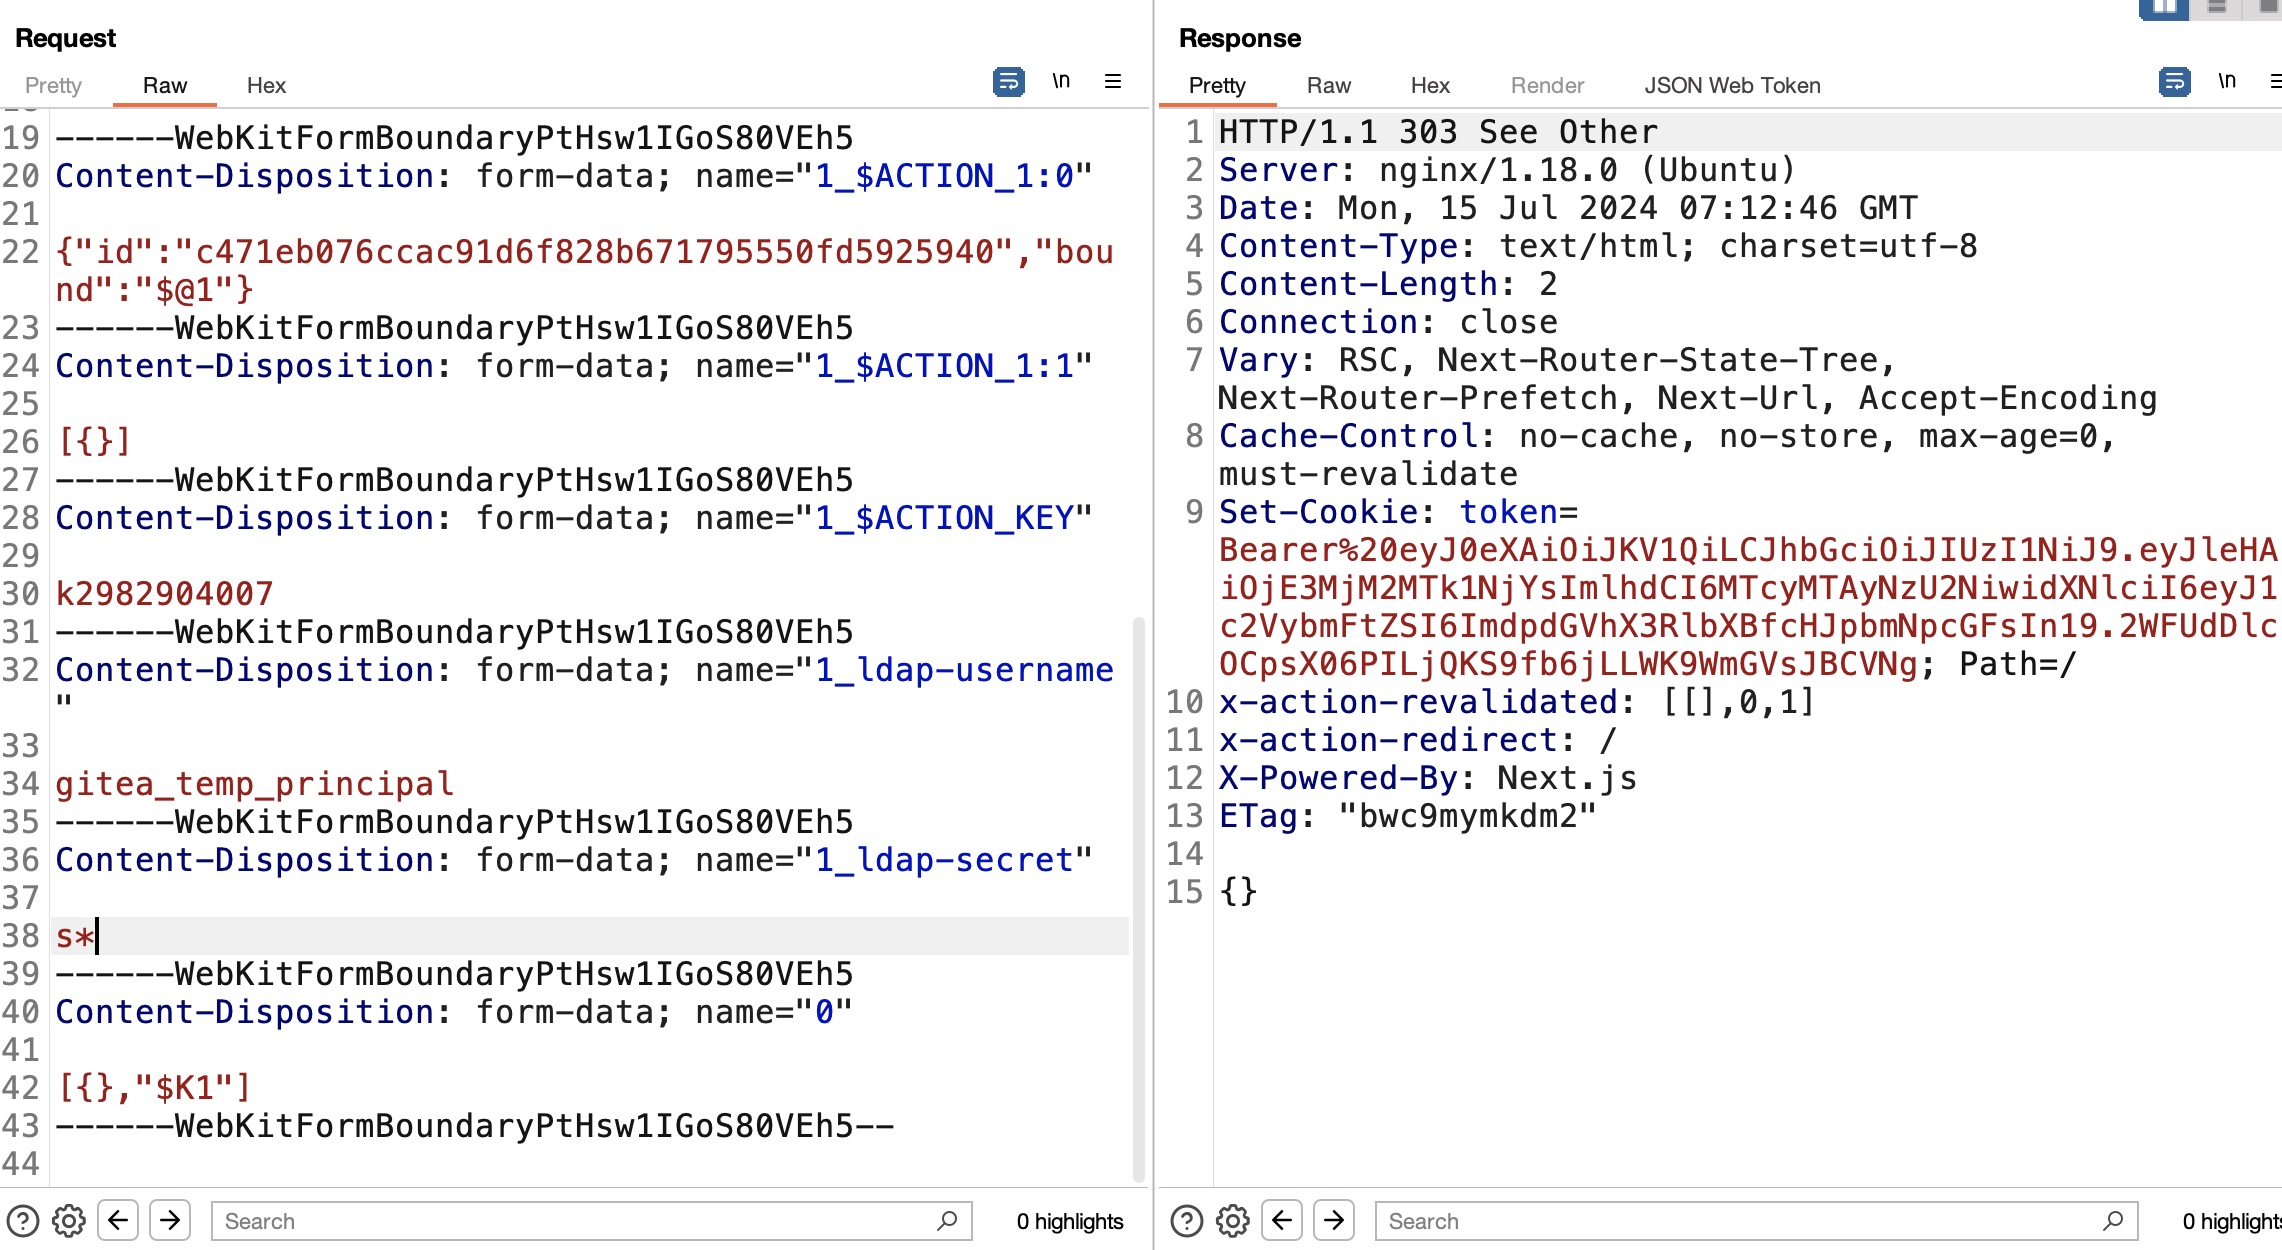 Request
Pretty Raw Hex \n
19 ------WebKitFormBoundaryPtHsw1IGoS80VEh5
20 Content-Disposition: form-data; name="1_$ACTION_1:0"
21
22 {"id":"c471eb076ccac91d6f828b671795550fd5925940","bou
nd":"$@1"}
23 ------WebKitFormBoundaryPtHsw1IGoS80VEh5
24 Content-Disposition: form-data; name="1_$ACTION_1:1"
25
26 [{}]
27 ------WebKitFormBoundaryPtHsw1IGoS80VEh5
28 Content-Disposition: form-data; name="1_$ACTION_KEY"
29
30 k2982904007
31 ------WebKitFormBoundaryPtHsw1IGoS80VEh5
32 Content-Disposition: form-data; name="1_ldap-username
"
33
34 gitea_temp_principal
35 ------WebKitFormBoundaryPtHsw1IGoS80VEh5
36 Content-Disposition: form-data; name="1_ldap-secret"
37
38 s*
39 ------WebKitFormBoundaryPtHsw1IGoS80VEh5
40 Content-Disposition: form-data; name="0"
41
42 [{},"$K1"]
43 ------WebKitFormBoundaryPtHsw1IGoS80VEh5--
44
Search 0 highlights
Response
Pretty Raw Hex Render JSON Web Token \n
1 HTTP/1.1 303 See Other
2 Server: nginx/1.18.0 (Ubuntu)
3 Date: Mon, 15 Jul 2024 07:12:46 GMT
4 Content-Type: text/html; charset=utf-8
5 Content-Length: 2
6 Connection: close
7 Vary: RSC, Next-Router-State-Tree,
Next-Router-Prefetch, Next-Url, Accept-Encoding
8 Cache-Control: no-cache, no-store, max-age=0,
must-revalidate
9 Set-Cookie: token=
Bearer%20eyJ0eXAiOiJKV1QiLCJhbGciOiJIUzI1NiJ9.eyJleHA
iOjE3MjM2MTk1NjYsImlhdCI6MTcyMTAyNzU2NiwidXNlciI6eyJ1
c2VybmFtZSI6ImdpdGVhX3RlbXBfcHJpbmNpcGFsIn19.2WFUdDlc
OCpsX06PILjQKS9fb6jLLWK9WmGVsJBCVNg; Path=/
10 x-action-revalidated: [[],0,1]
11 x-action-redirect: /
12 X-Powered-By: Next.js
13 ETag: "bwc9mymkdm2"
14
15 {}
Search 0 highlights